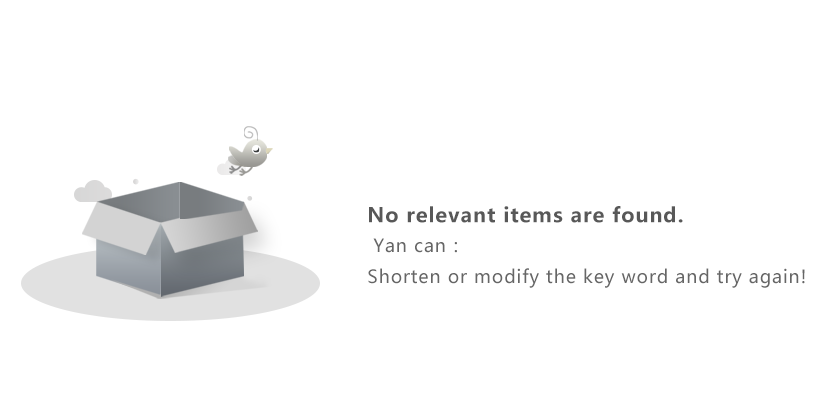 No relevant items are found.
Yan can :
Shorten or modify the key word and try again!